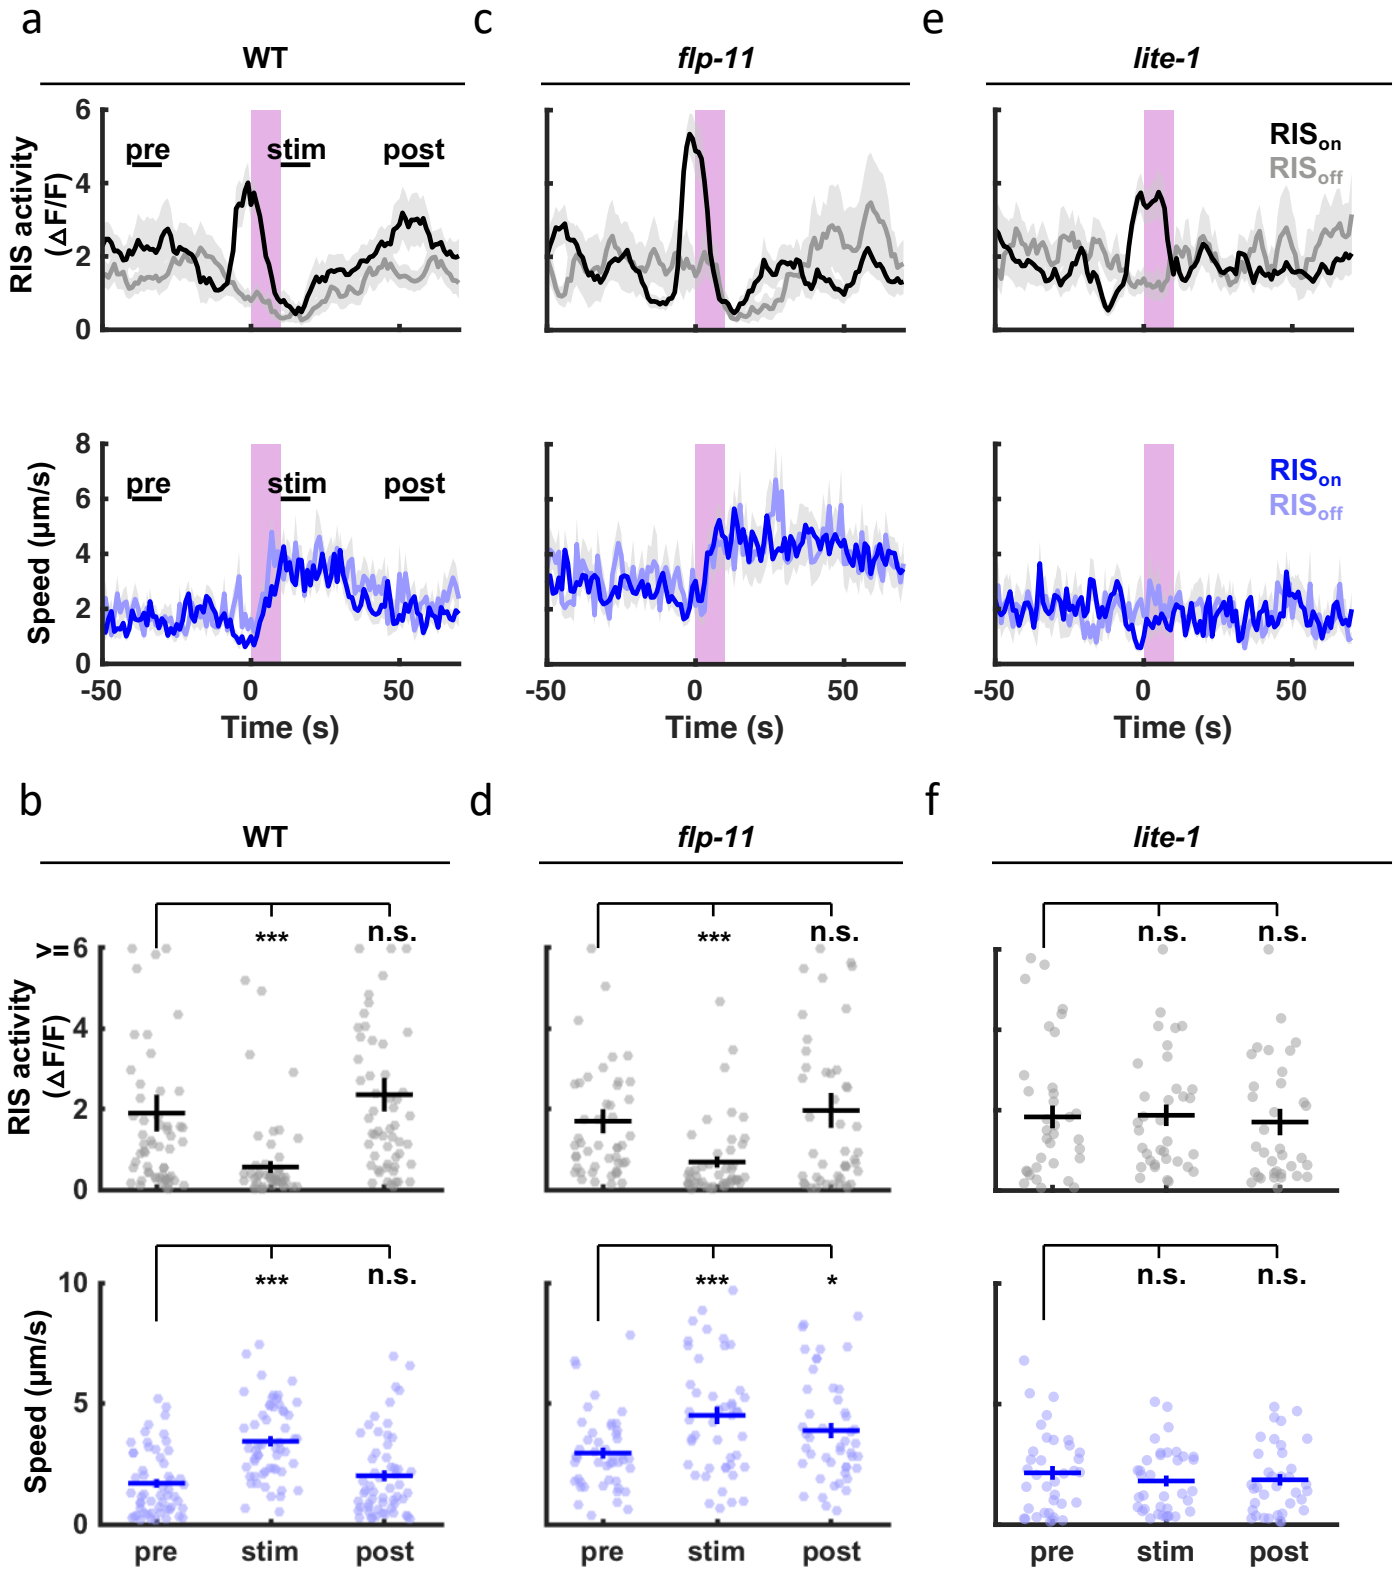 a
c
e
WT
flp-11
lite-1
RIS activity
(ΔF/F)
6
4
2
0
pre
stim
post
RISon
RISoff
Speed (µm/s)
8
6
4
2
0
pre
stim
post
RISon
RISoff
-50
0
50
-50
0
50
-50
0
50
Time (s)
Time (s)
Time (s)
b
d
f
WT
flp-11
lite-1
RIS activity
(ΔF/F)
≥
6
4
2
0
***
n.s.
***
n.s.
n.s.
n.s.
Speed (µm/s)
10
5
0
***
n.s.
***
*
n.s.
n.s.
pre
stim
post
pre
stim
post
pre
stim
post